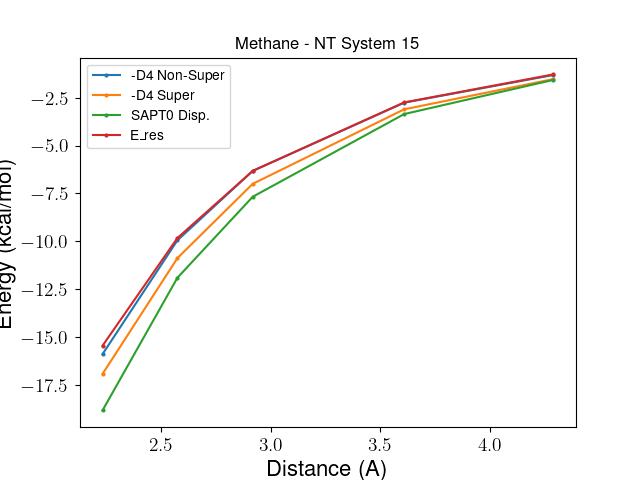 Methane - NT System 15
-D4 Non-Super
-D4 Super
SAPT0 Disp.
E_res
−2.5
−5.0
−7.5
−10.0
−12.5
−15.0
−17.5
Energy (kcal/mol)
2.5 3.0 3.5 4.0
Distance (A)